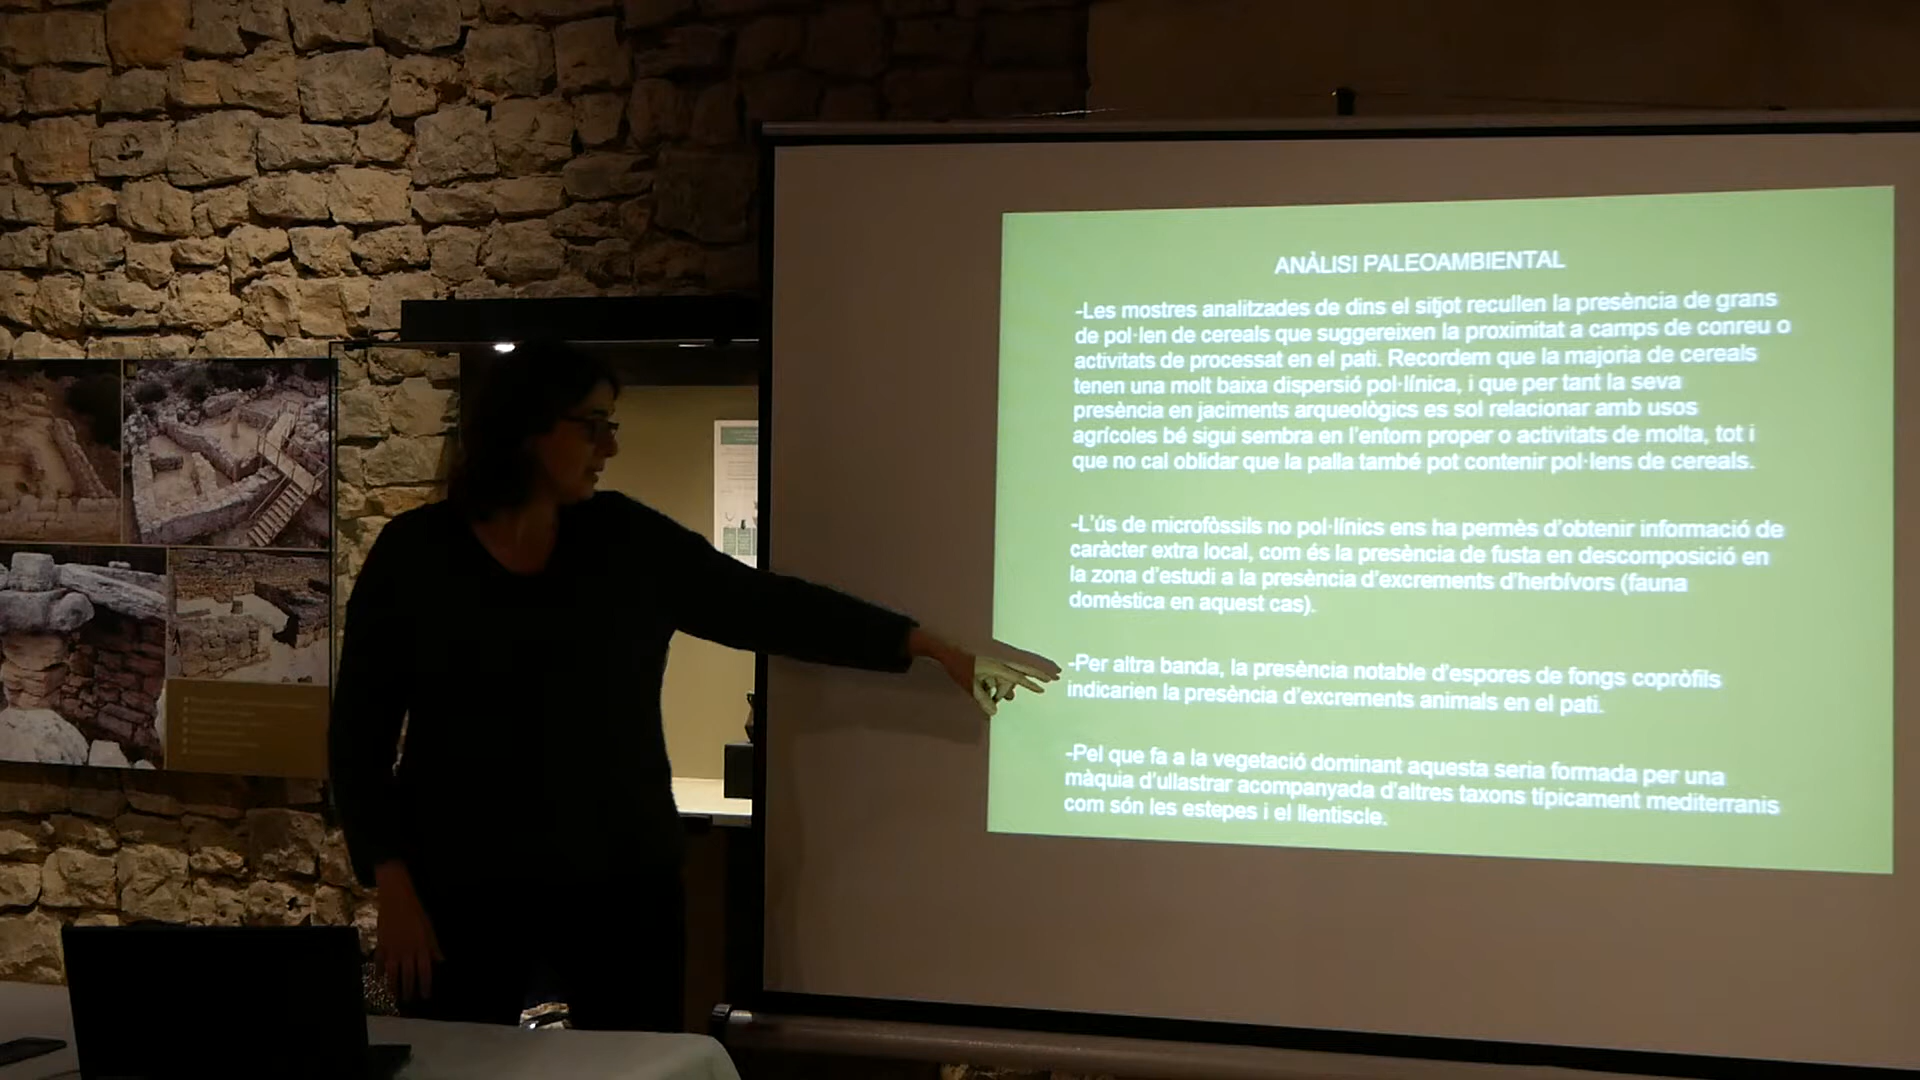 ANÀLISI PALEOAMBIENTAL
-Les mostres analitzades de dins el sitjot recullen la presència de grans
de pol·len de cereals que suggereixen la proximitat a camps de conreu o
activitats de processat en el pati. Recordem que la majoria de cereals
tenen una molt baixa dispersió pol·línica, i que per tant la seva
presència en jaciments arqueològics es sol relacionar amb usos
agrícoles bé sigui sembra en l'entorn proper o activitats de molta, tot i
que no cal oblidar que la palla també pot contenir pol·lens de cereals.
-L'ús de microfòssils no pol·línics ens ha permès d'obtenir informació de
caràcter extra local, com és la presència de fusta en descomposició en
la zona d'estudi a la presència d'excrements d'herbívors (fauna
domèstica en aquest cas).
-Per altra banda, la presència notable d'espores de fongs copròfils
indicarien la presència d'excrements animals en el pati.
-Pel que fa a la vegetació dominant aquesta seria formada per una
màquia d'ullastrar acompanyada d'altres taxons típicament mediterranis
com són les estepes i el llentiscle.